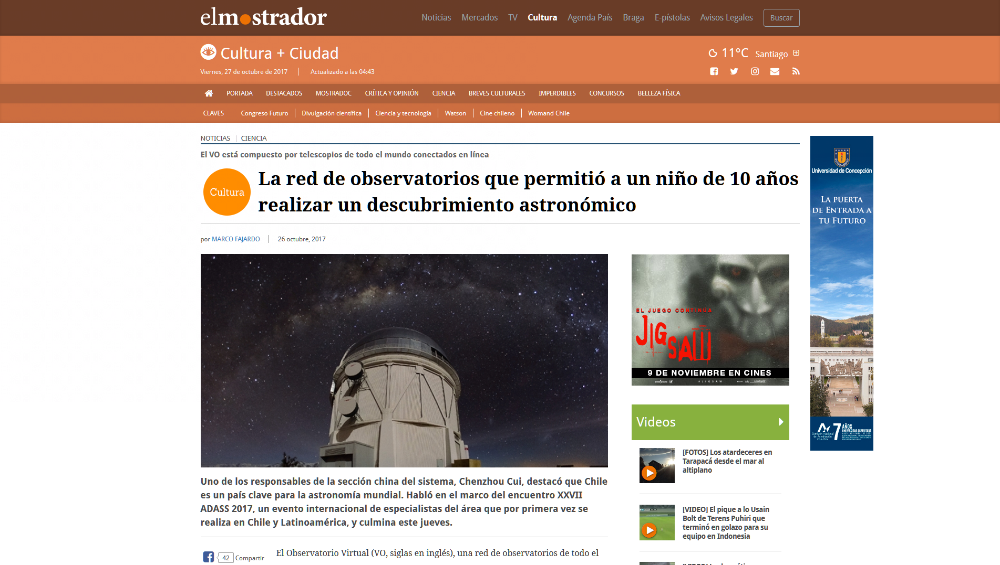 elmostrador
Noticias Mercados TV Cultura Agenda País Braga E-pístolas Avisos Legales Buscar
Cultura + Ciudad
11°C Santiago
Viernes, 27 de octubre de 2017 Actualizado a las 04:43
PORTADA DESTACADOS MOSTRADOC CRÍTICA Y OPINIÓN CIENCIA BREVES CULTURALES IMPERDIBLES CONCURSOS BELLEZA FÍSICA
CLAVES Congreso Futuro Divulgación científica Ciencia y tecnología Watson Cine chileno Womand Chile
NOTICIAS CIENCIA
El VO está compuesto por telescopios de todo el mundo conectados en línea
Cultura
La red de observatorios que permitió a un niño de 10 años
realizar un descubrimiento astronómico
por MARCO FAJARDO 26 octubre, 2017
Uno de los responsables de la sección china del sistema, Chenzhou Cui, destacó que Chile
es un país clave para la astronomía mundial. Habló en el marco del encuentro XXVII
ADASS 2017, un evento internacional de especialistas del área que por primera vez se
realiza en Chile y Latinoamérica, y culmina este jueves.
42 Compartir
El Observatorio Virtual (VO, siglas en inglés), una red de observatorios de todo el
EL JUEGO CONTINÚA
JIGSAW
9 DE NOVIEMBRE EN CINES
#JIGSAW
Videos
[FOTOS] Los atardeceres en
Tarapacá desde el mar al
altiplano
[VIDEO] El pique a lo Usain
Bolt de Terens Puhiri que
terminó en golazo para su
equipo en Indonesia
Universidad de Concepción
LA PUERTA
DE ENTRADA A
TU FUTURO
Comisión Nacional
de Acreditación
CNA-Chile
7 AÑOS
UNIVERSIDAD ACREDITADA